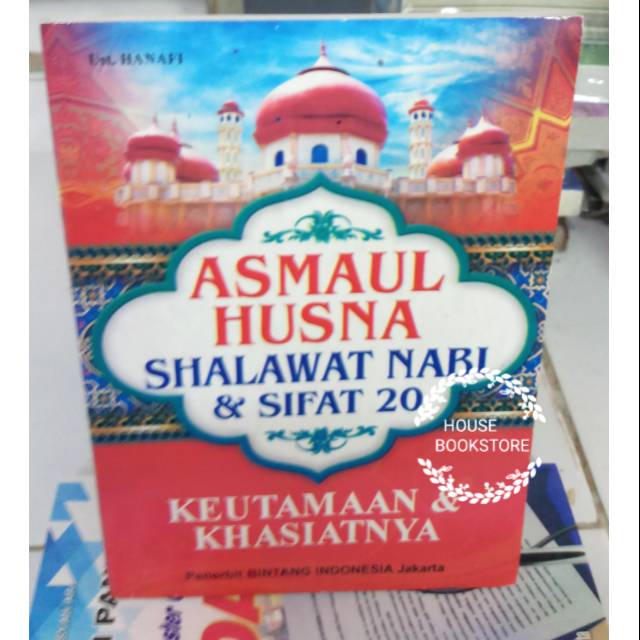 Ust. HANAFI
ASMAUL
HUSNA
SHALAWAT NABI
& SIFAT 20
HOUSE
BOOKSTORE
KEUTAMAAN &
KHASIATNYA
Penerbit BINTANG INDONESIA Jakarta